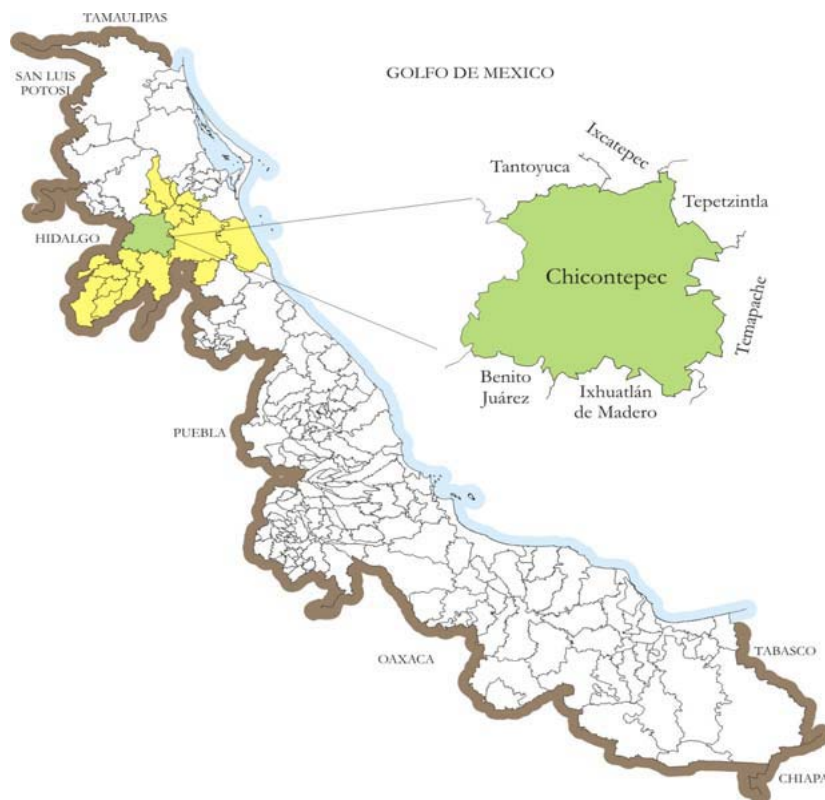 TAMAULIPAS
SAN LUIS
POTOSI
GOLFO DE MEXICO
Ixcatepec
Tantoyuca
Tepetzintla
HIDALGO
Chicontepec
Temapache
Benito
Juárez
Ixhuatlán
de Madero
PUEBLA
OAXACA
TABASCO
CHIAPA